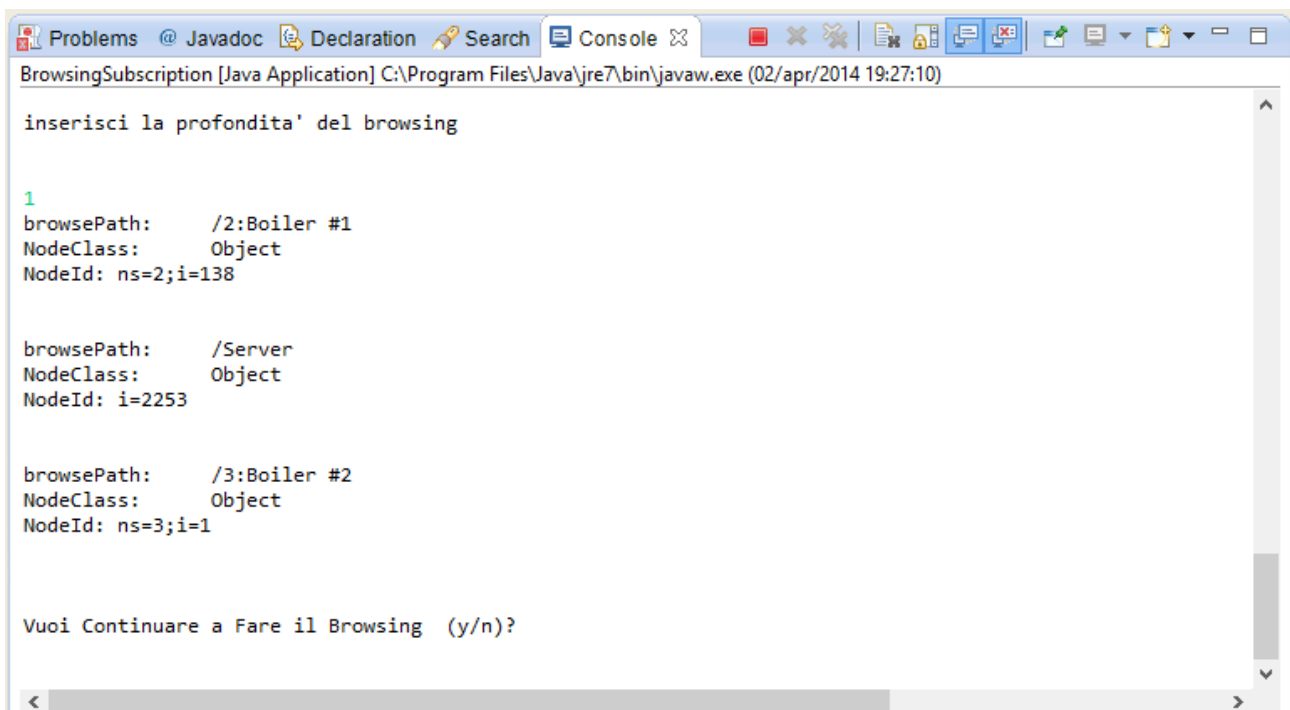 Problems @ Javadoc Declaration Search Console
BrowsingSubscription [Java Application] C:\Program Files\Java\jre7\bin\javaw.exe (02/apr/2014 19:27:10)
inserisci la profondita' del browsing
1
browsePath: /2:Boiler #1
NodeClass: Object
NodeId: ns=2;i=138
browsePath: /Server
NodeClass: Object
NodeId: i=2253
browsePath: /3:Boiler #2
NodeClass: Object
NodeId: ns=3;i=1
Vuoi Continuare a Fare il Browsing (y/n)?